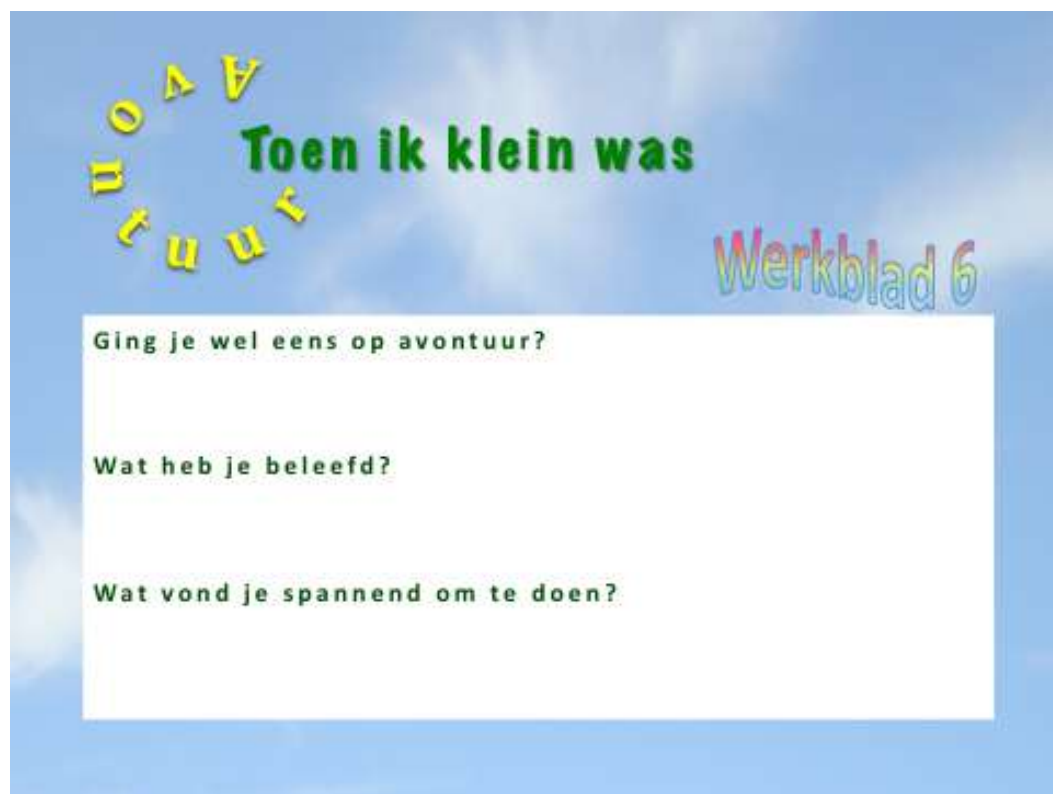 Avontuur
Toen ik klein was
Werkblad 6
Ging je wel eens op avontuur?
Wat heb je beleefd?
Wat vond je spannend om te doen?